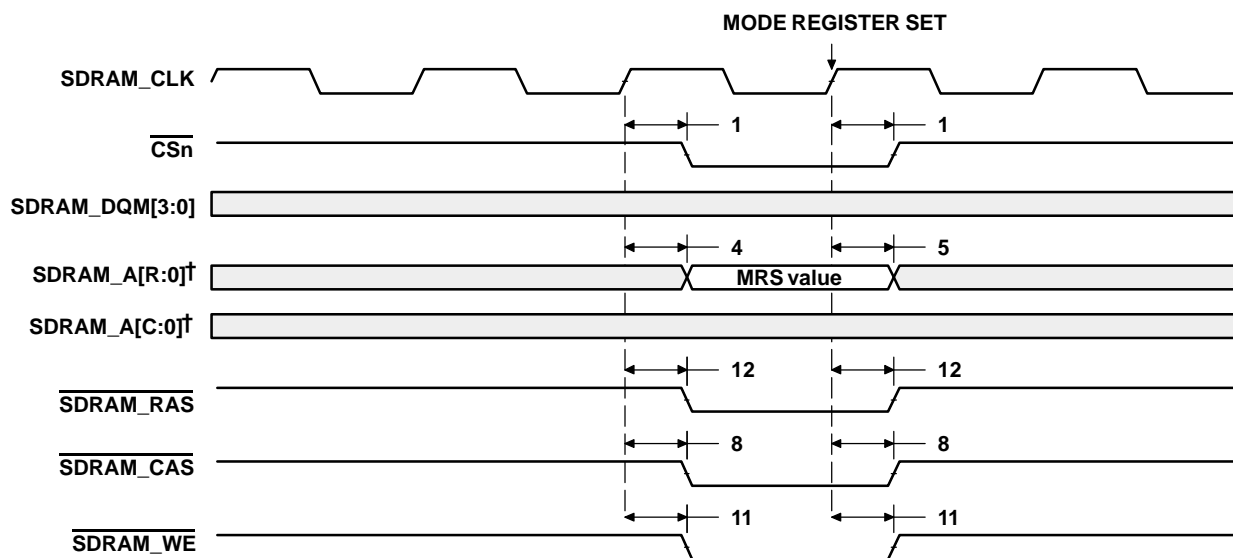 MODE REGISTER SET
SDRAM_CLK
1 1
CSn
SDRAM_DQM[3:0]
4 5
SDRAM_A[R:0]†
MRS value
SDRAM_A[C:0]†
12 12
SDRAM_RAS
8 8
SDRAM_CAS
11 11
SDRAM_WE